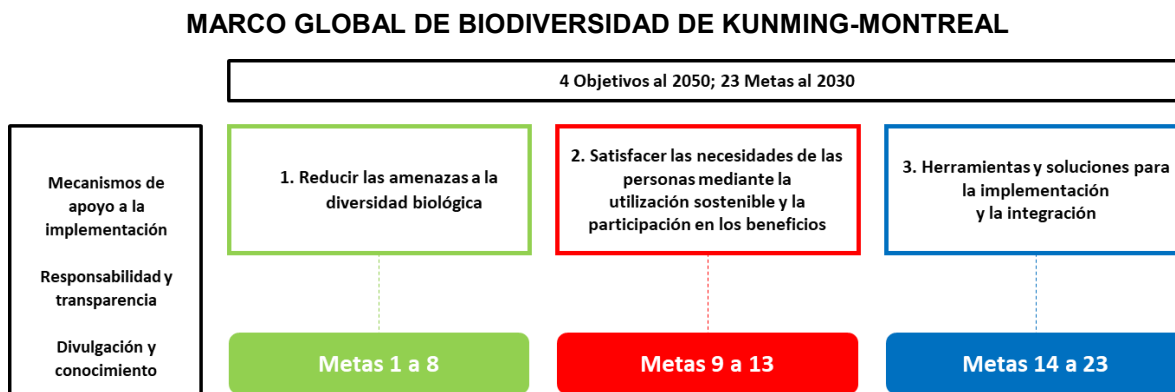 MARCO GLOBAL DE BIODIVERSIDAD DE KUNMING-MONTREAL
4 Objetivos al 2050; 23 Metas al 2030
Mecanismos de
apoyo a la
implementación
Responsabilidad y
transparencia
Divulgación y
conocimiento
1. Reducir las amenazas a la
diversidad biológica
2. Satisfacer las necesidades de las
personas mediante la
utilización sostenible y la
participación en los beneficios
3. Herramientas y soluciones para
la implementación
y la integración
Metas 1 a 8
Metas 9 a 13
Metas 14 a 23